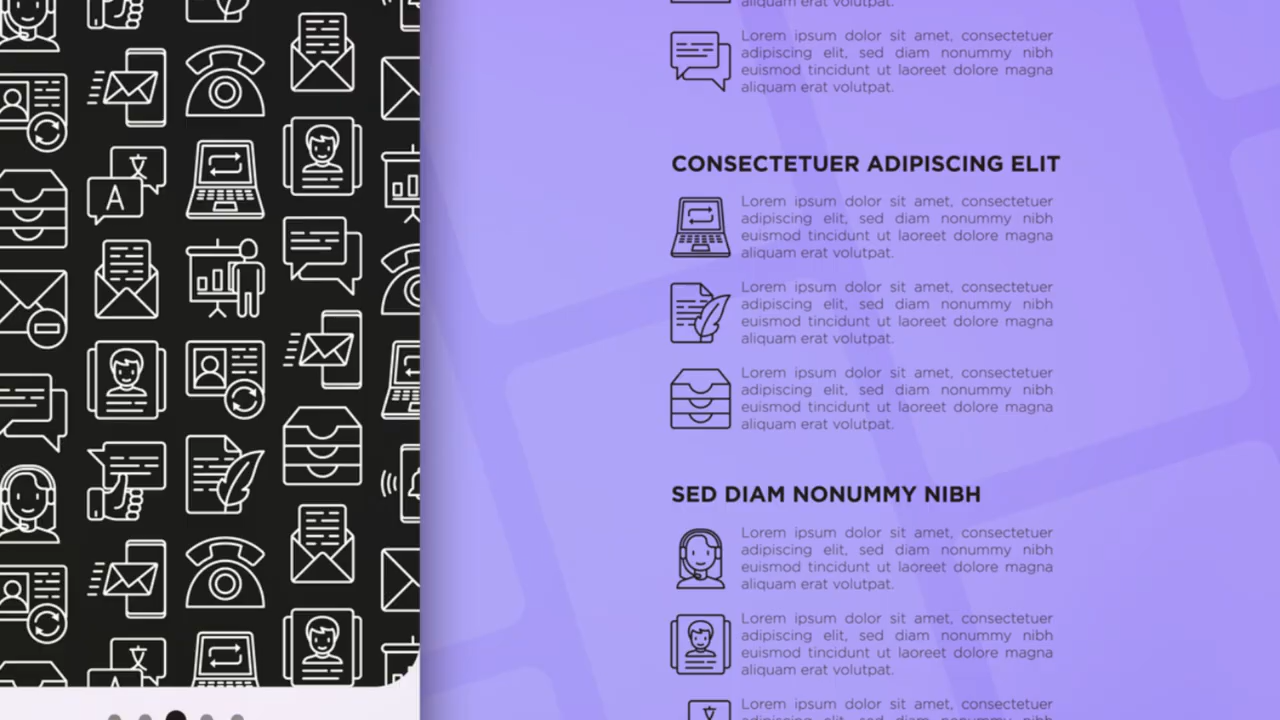 aliquam erat volutpat.
Lorem ipsum dolor sit amet, consectetuer
adipiscing elit, sed diam nonummy nibh
euismod tincidunt ut laoreet dolore magna
aliquam erat volutpat.
CONSECTETUER ADIPISCING ELIT
Lorem ipsum dolor sit amet, consectetuer
adipiscing elit, sed diam nonummy nibh
euismod tincidunt ut laoreet dolore magna
aliquam erat volutpat.
Lorem ipsum dolor sit amet, consectetuer
adipiscing elit, sed diam nonummy nibh
euismod tincidunt ut laoreet dolore magna
aliquam erat volutpat.
Lorem ipsum dolor sit amet, consectetuer
adipiscing elit, sed diam nonummy nibh
euismod tincidunt ut laoreet dolore magna
aliquam erat volutpat.
SED DIAM NONUMMY NIBH
Lorem ipsum dolor sit amet, consectetuer
adipiscing elit, sed diam nonummy nibh
euismod tincidunt ut laoreet dolore magna
aliquam erat volutpat.
Lorem ipsum dolor sit amet, consectetuer
adipiscing elit, sed diam nonummy nibh
euismod tincidunt ut laoreet dolore magna
aliquam erat volutpat.
Lorem ipsum dolor sit amet, consectetuer
adipiscing elit, sed diam nonummy nibh
A